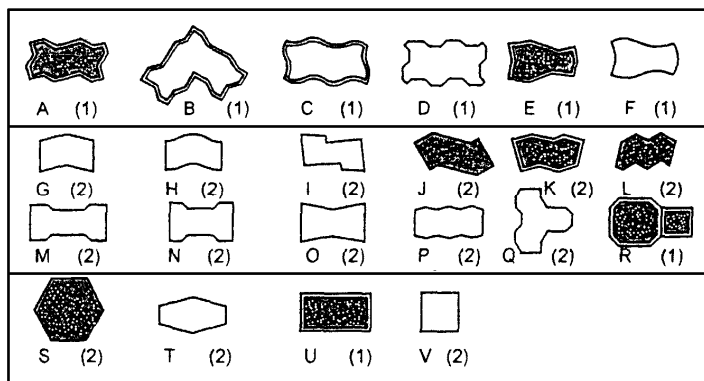 A (1) B (1) C (1) D (1) E (1) F (1)
G (2) H (2) I (2) J (2) K (2) L (2)
M (2) N (2) O (2) P (2) Q (2) R (1)
S (2) T (2) U (1) V (2)